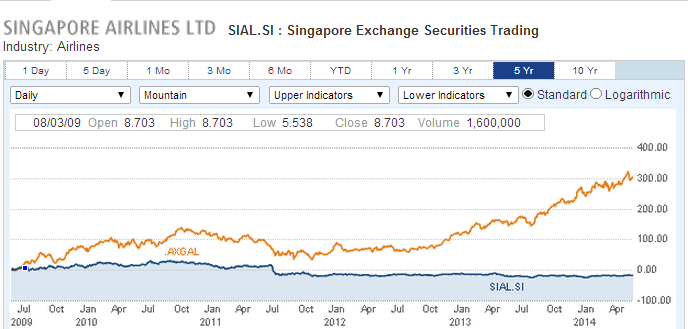 SINGAPORE AIRLINES LTD SIAL.SI : Singapore Exchange Securities Trading
Industry: Airlines
1 Day 5 Day 1 Mo 3 Mo 6 Mo YTD 1 Yr 3 Yr 5 Yr 10 Yr
Daily Mountain Upper Indicators Lower Indicators Standard Logarithmic
08/03/09 Open 8.703 High 8.703 Low 5.538 Close 8.703 Volume 1,600,000
400.00
300.00
200.00
.AXGAL
100.00
0.00
SIAL.SI
-100.00
Jul Oct Jan Apr Jul Oct Jan Apr Jul Oct Jan Apr Jul Oct Jan Apr Jul Oct Jan Apr
2009 2010 2011 2012 2013 2014